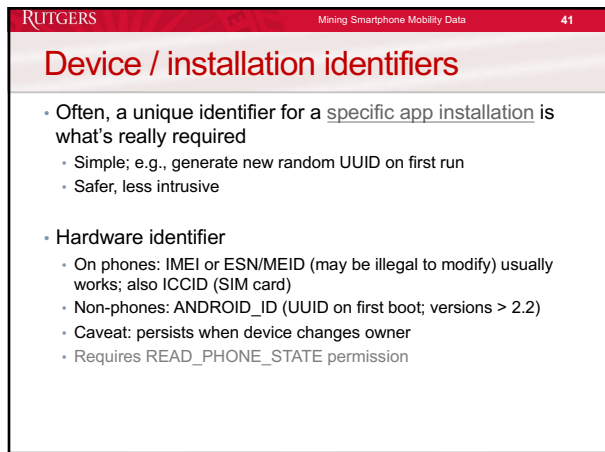 RUTGERS Mining Smartphone Mobility Data 41
Device / installation identifiers
• Often, a unique identifier for a specific app installation is
what's really required
• Simple; e.g., generate new random UUID on first run
• Safer, less intrusive
• Hardware identifier
• On phones: IMEI or ESN/MEID (may be illegal to modify) usually
works; also ICCID (SIM card)
• Non-phones: ANDROID_ID (UUID on first boot; versions > 2.2)
• Caveat: persists when device changes owner
• Requires READ_PHONE_STATE permission